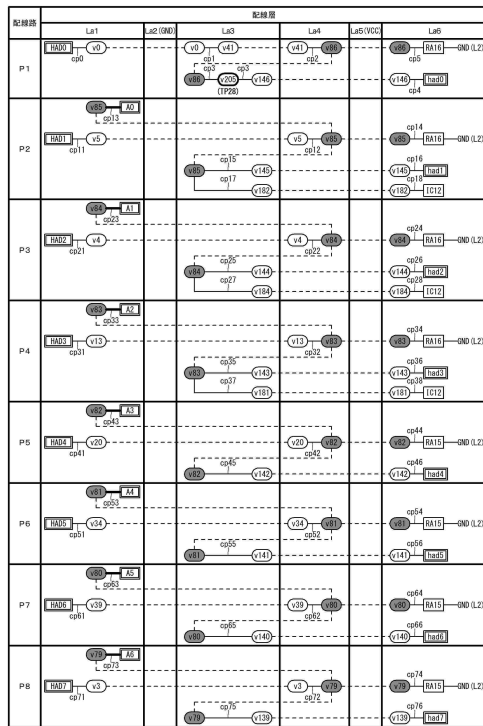 配線路 配線層
La1 La2(GND) La3 La4 La5(VCC) La6
P1
HAD0 v0 v0 v41 v41 v86 v86 RA16 GND(L2)
cp0 cp1 cp2 cp5
cp3 cp3
v86 v205 v146 v146 had0
(TP28) cp4
P2
v85 A0
cp13 cp14
HAD1 v5 v5 v85 v85 RA16 GND(L2)
cp11 cp12
cp15 cp16
v85 v145 v145 had1
cp17 cp18
v182 v182 IC12
P3
v84 A1
cp23 cp24
HAD2 v4 v4 v84 v84 RA16 GND(L2)
cp21 cp22
cp25 cp26
v84 v144 v144 had2
cp27 cp28
v184 v184 IC12
P4
v83 A2
cp33 cp34
HAD3 v13 v13 v83 v83 RA16 GND(L2)
cp31 cp32
cp35 cp36
v83 v143 v143 had3
cp37 cp38
v181 v181 IC12
P5
v82 A3
cp43 cp44
HAD4 v20 v20 v82 v82 RA15 GND(L2)
cp41 cp42
cp45 cp46
v82 v142 v142 had4
P6
v81 A4
cp53 cp54
HAD5 v34 v34 v81 v81 RA15 GND(L2)
cp51 cp52
cp55 cp56
v81 v141 v141 had5
P7
v80 A5
cp63 cp64
HAD6 v39 v39 v80 v80 RA15 GND(L2)
cp61 cp62
cp65 cp66
v80 v140 v140 had6
P8
v79 A6
cp73 cp74
HAD7 v3 v3 v79 v79 RA15 GND(L2)
cp71 cp72
cp75 cp76
v79 v139 v139 had7